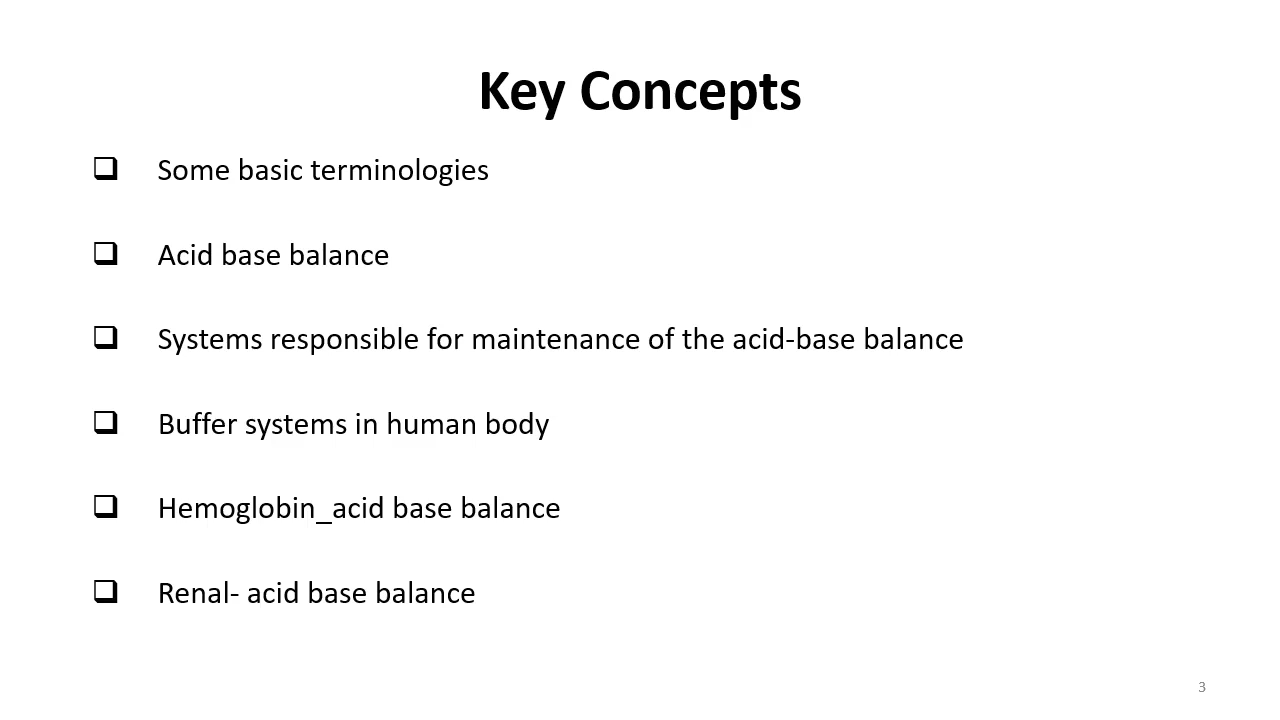 Key Concepts
Some basic terminologies
Acid base balance
Systems responsible for maintenance of the acid-base balance
Buffer systems in human body
Hemoglobin_acid base balance
Renal- acid base balance
3